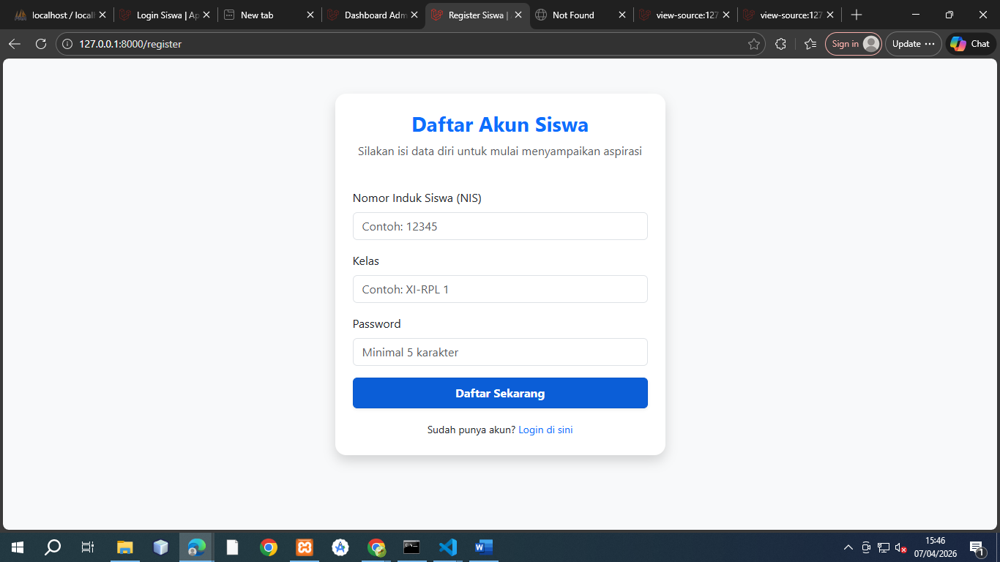 localhost / locall
Login Siswa | Ap
New tab
Dashboard Adm
Register Siswa |
Not Found
view-source:127
view-source:127
127.0.0.1:8000/register
Sign in
Update
Chat
Daftar Akun Siswa
Silakan isi data diri untuk mulai menyampaikan aspirasi
Nomor Induk Siswa (NIS)
Contoh: 12345
Kelas
Contoh: XI-RPL 1
Password
Minimal 5 karakter
Daftar Sekarang
Sudah punya akun? Login di sini
15:46
07/04/2026
1